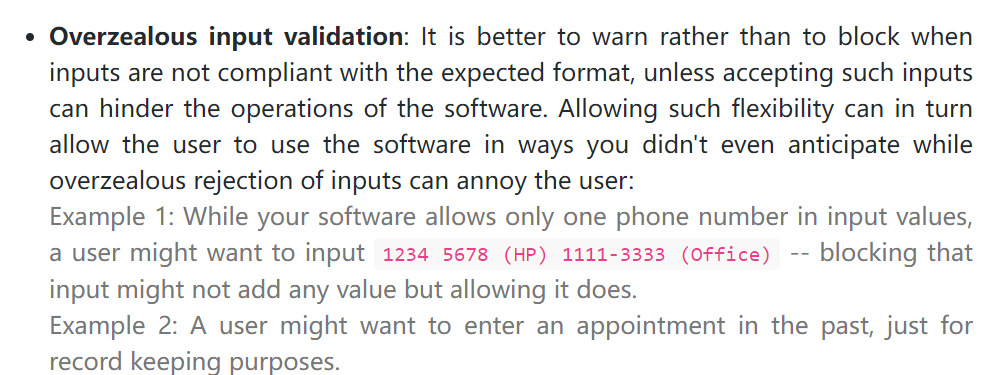 • Overzealous input validation: It is better to warn rather than to block when
inputs are not compliant with the expected format, unless accepting such inputs
can hinder the operations of the software. Allowing such flexibility can in turn
allow the user to use the software in ways you didn't even anticipate while
overzealous rejection of inputs can annoy the user:
Example 1: While your software allows only one phone number in input values,
a user might want to input 1234 5678 (HP) 1111-3333 (Office) -- blocking that
input might not add any value but allowing it does.
Example 2: A user might want to enter an appointment in the past, just for
record keeping purposes.